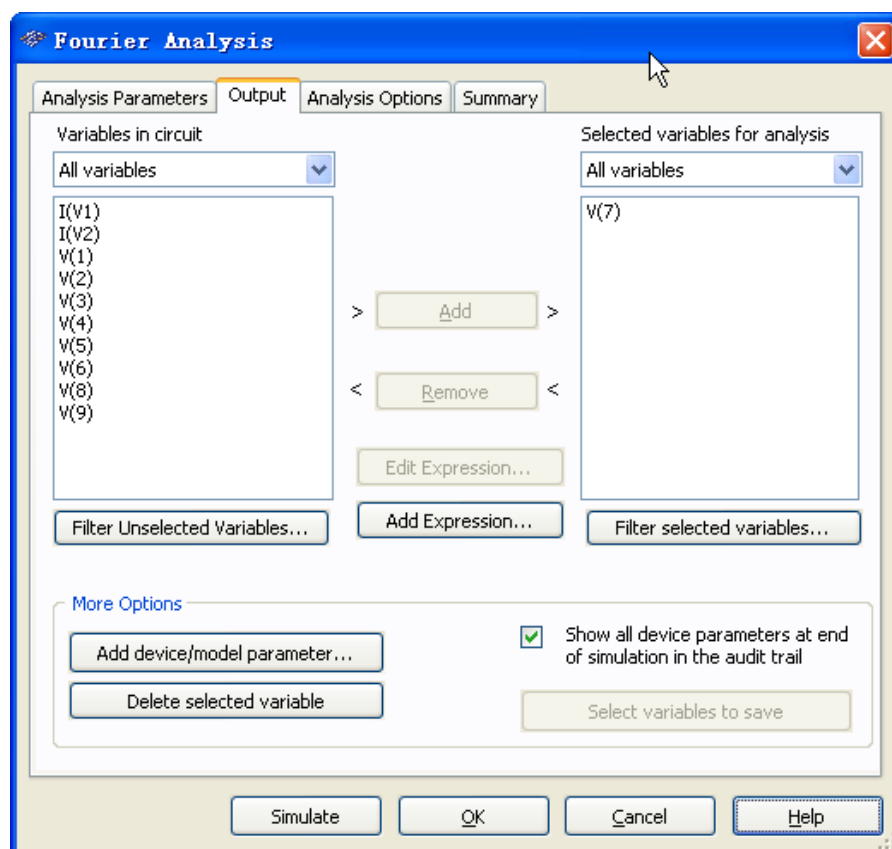 Fourier Analysis
Analysis Parameters
Output
Analysis Options
Summary
Variables in circuit
All variables
I(V1)
I(V2)
V(1)
V(2)
V(3)
V(4)
V(5)
V(6)
V(8)
V(9)
Filter Unselected Variables...
> Add >
< Remove <
Edit Expression...
Add Expression...
Selected variables for analysis
All variables
V(7)
Filter selected variables...
More Options
Add device/model parameter...
Delete selected variable
Show all device parameters at end
of simulation in the audit trail
Select variables to save
Simulate
OK
Cancel
Help